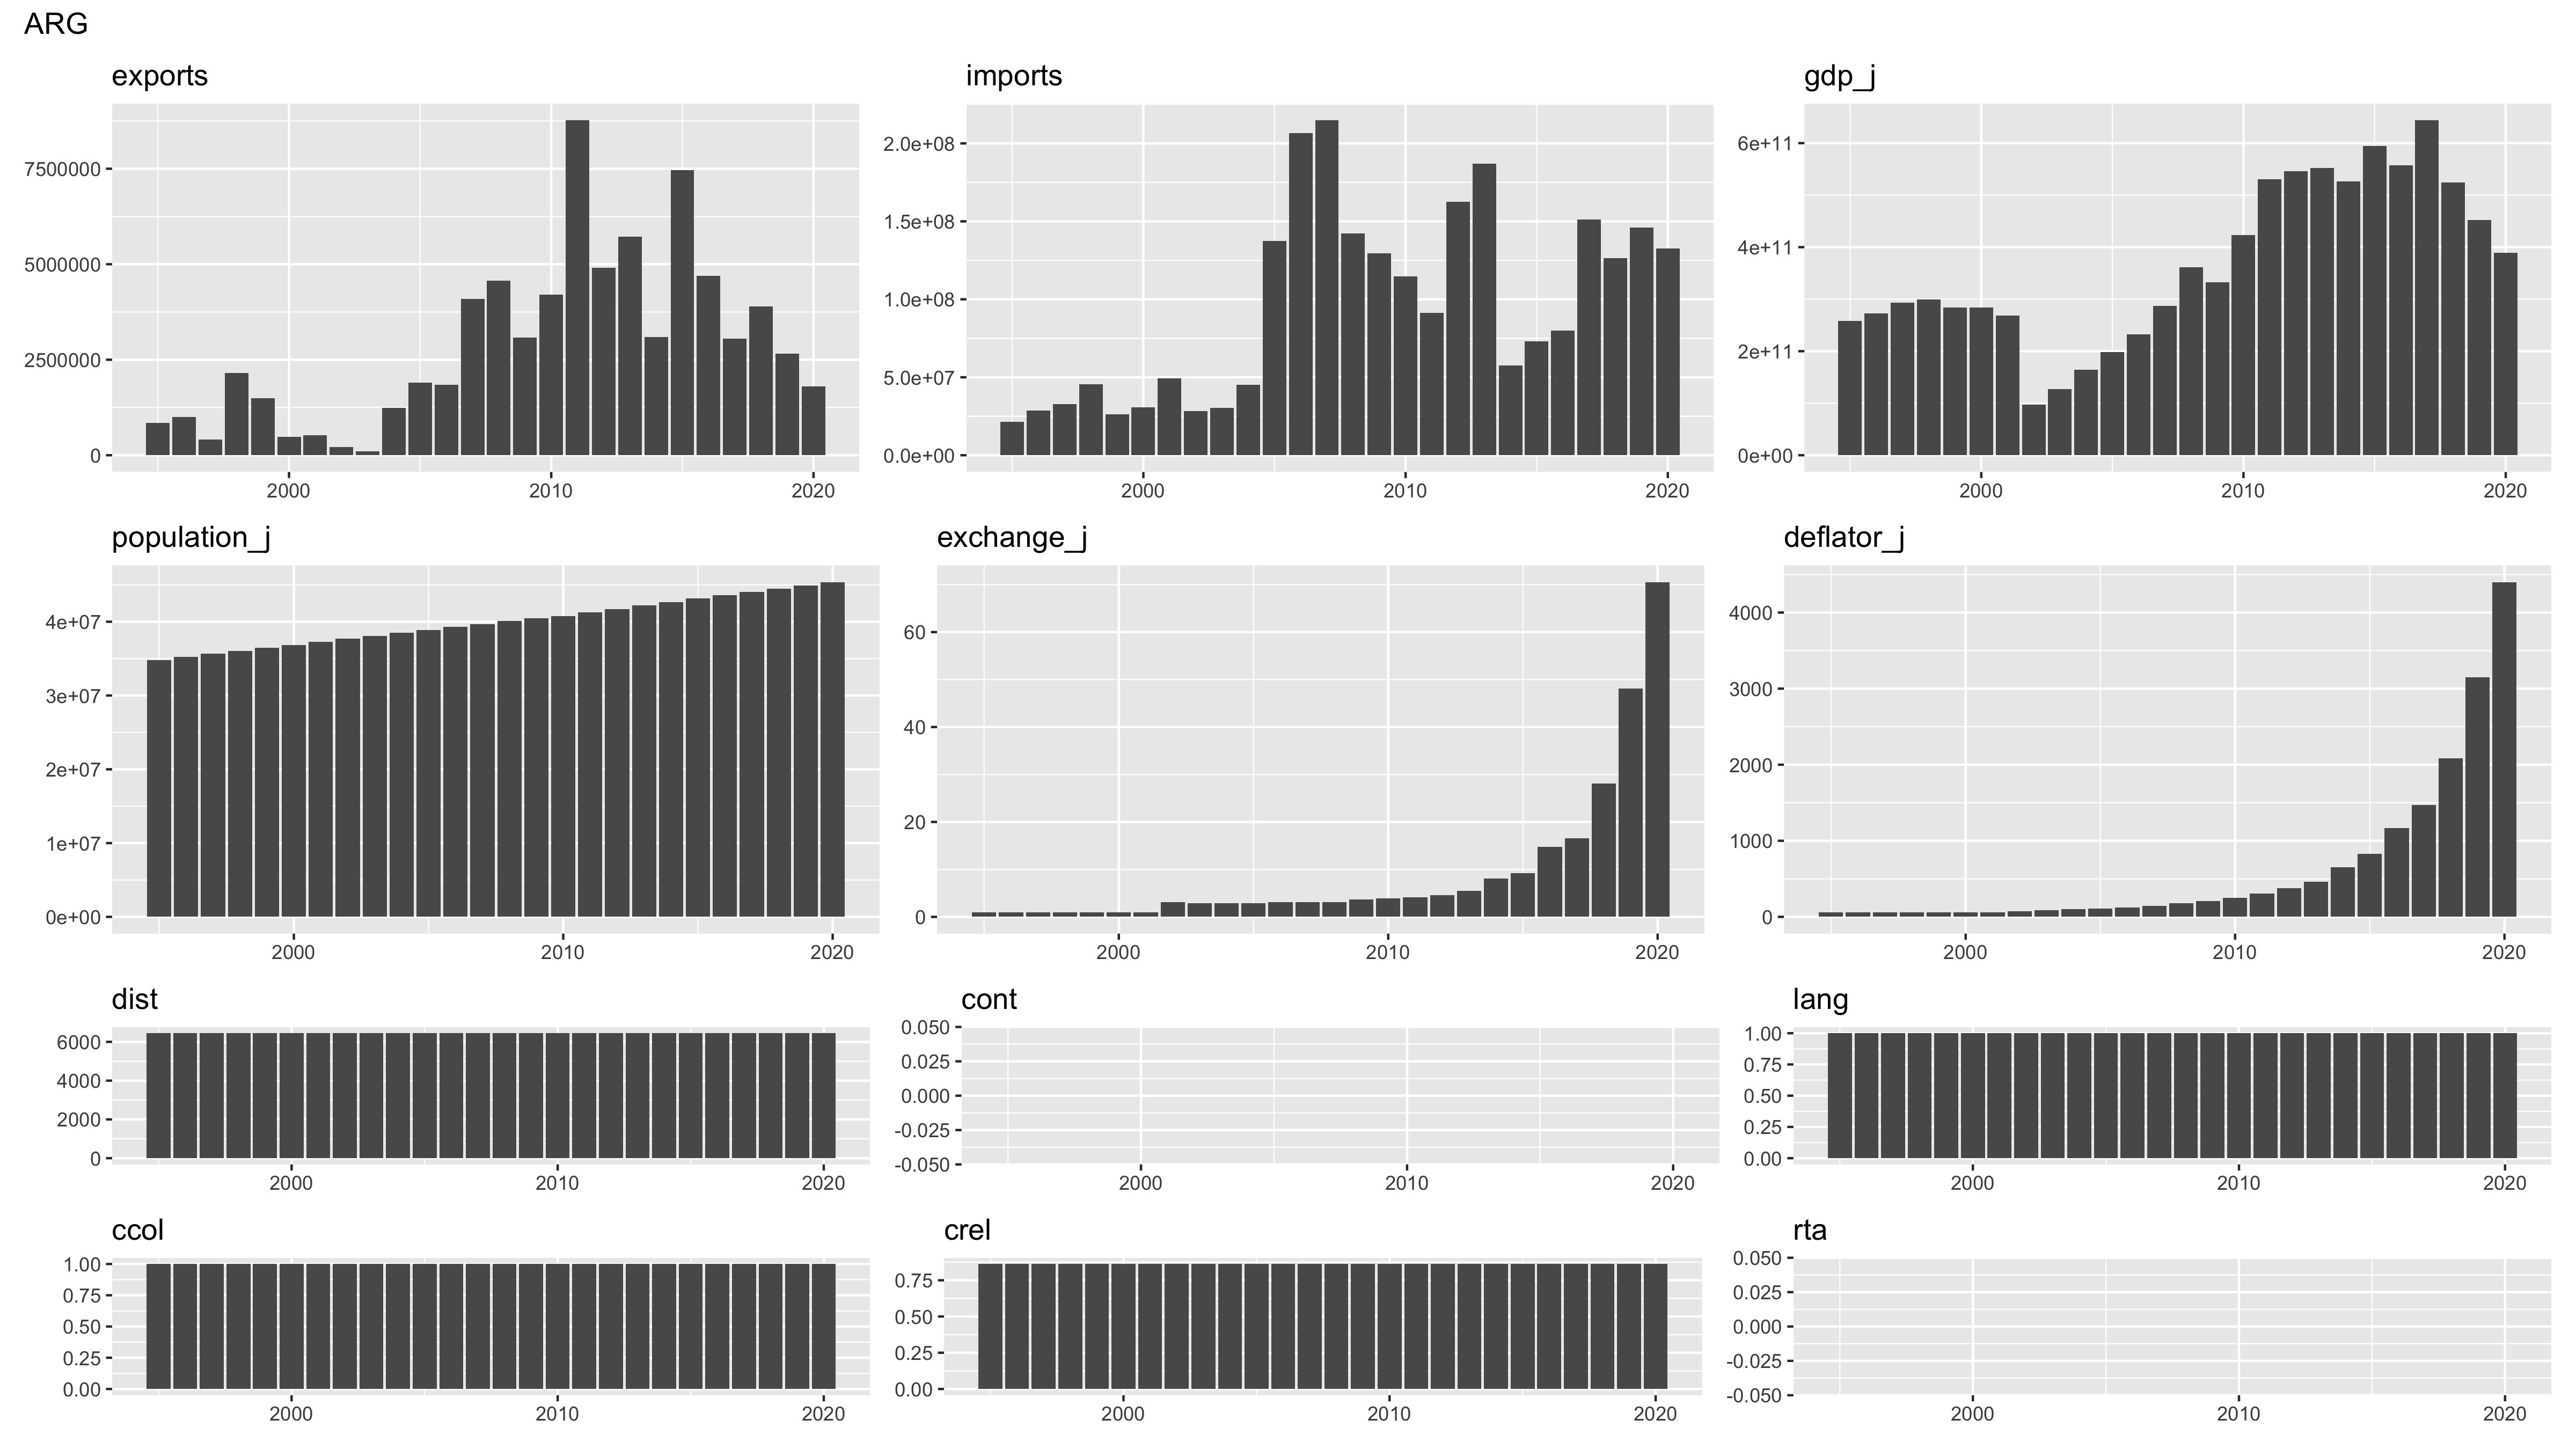 ARG
exports
imports
gdp_j
7500000
5000000
2500000
0
2000 2010 2020
2.0e+08
1.5e+08
1.0e+08
5.0e+07
0.0e+00
2000 2010 2020
6e+11
4e+11
2e+11
0e+00
2000 2010 2020
population_j
exchange_j
deflator_j
4e+07
3e+07
2e+07
1e+07
0e+00
2000 2010 2020
60
40
20
0
2000 2010 2020
4000
3000
2000
1000
0
2000 2010 2020
dist
cont
lang
6000
4000
2000
0
2000 2010 2020
0.050
0.025
0.000
-0.025
-0.050
2000 2010 2020
1.00
0.75
0.50
0.25
0.00
2000 2010 2020
ccol
crel
rta
1.00
0.75
0.50
0.25
0.00
2000 2010 2020
0.75
0.50
0.25
0.00
2000 2010 2020
0.050
0.025
0.000
-0.025
-0.050
2000 2010 2020